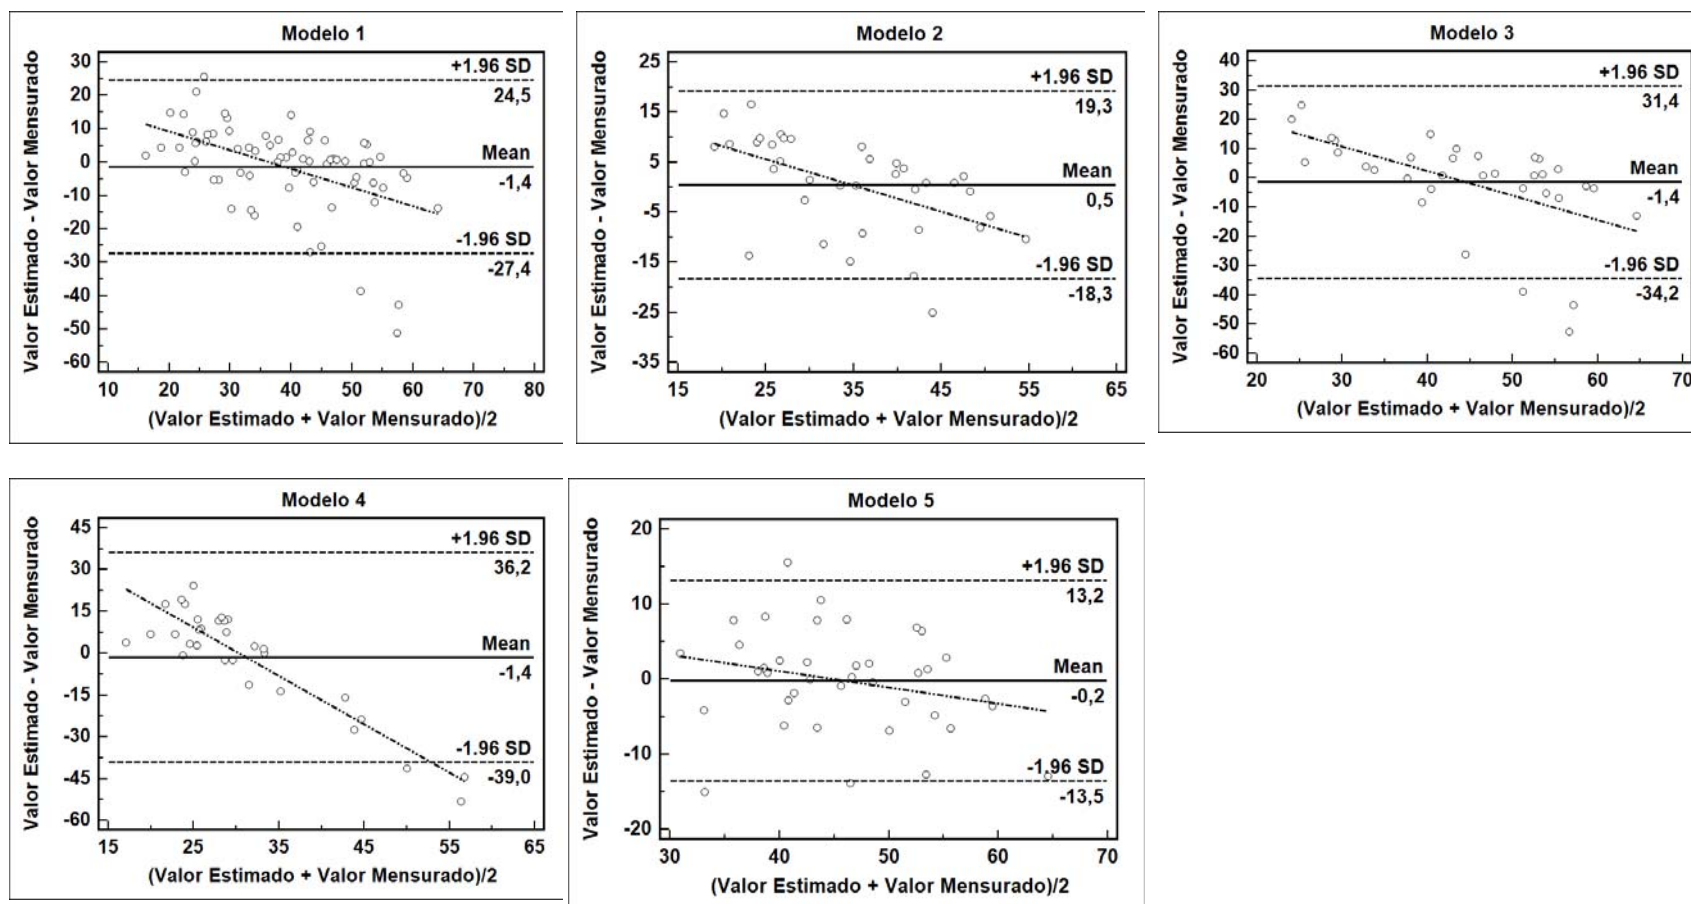 Modelo 1
Valor Estimado - Valor Mensurado
30
20
10
0
-10
-20
-30
-40
-50
-60
+1.96 SD
24,5
Mean
-1,4
-1.96 SD
-27,4
10 20 30 40 50 60 70 80
(Valor Estimado + Valor Mensurado)/2
Modelo 2
Valor Estimado - Valor Mensurado
25
15
5
-5
-15
-25
-35
+1.96 SD
19,3
Mean
0,5
-1.96 SD
-18,3
15 25 35 45 55 65
(Valor Estimado + Valor Mensurado)/2
Modelo 3
Valor Estimado - Valor Mensurado
40
30
20
10
0
-10
-20
-30
-40
-50
-60
+1.96 SD
31,4
Mean
-1,4
-1.96 SD
-34,2
20 30 40 50 60 70
(Valor Estimado + Valor Mensurado)/2
Modelo 4
Valor Estimado - Valor Mensurado
45
30
15
0
-15
-30
-45
-60
+1.96 SD
36,2
Mean
-1,4
-1.96 SD
-39,0
15 25 35 45 55 65
(Valor Estimado + Valor Mensurado)/2
Modelo 5
Valor Estimado - Valor Mensurado
20
10
0
-10
-20
+1.96 SD
13,2
Mean
-0,2
-1.96 SD
-13,5
30 40 50 60 70
(Valor Estimado + Valor Mensurado)/2